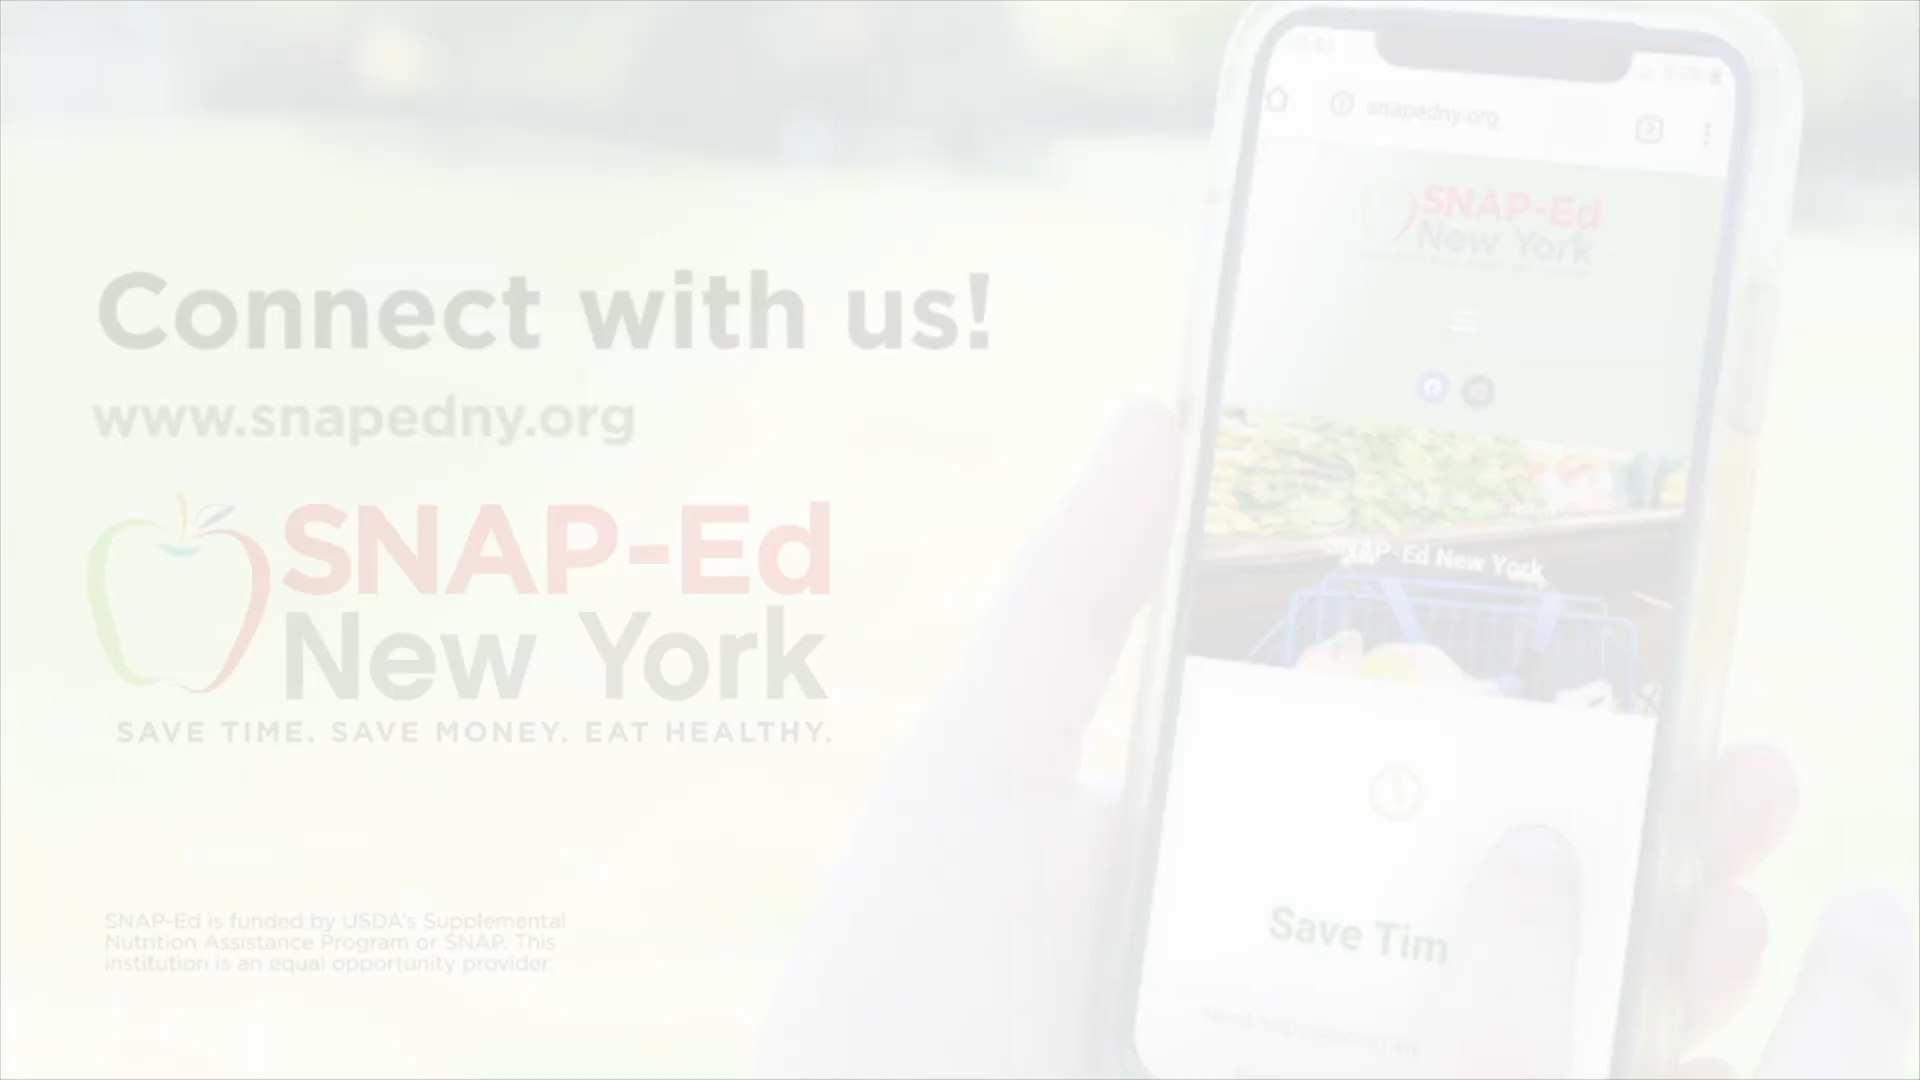 Connect with us!
www.snapedny.org
SNAP-Ed
New York
SAVE TIME. SAVE MONEY. EAT HEALTHY.
SNAP-Ed is funded by USDA's Supplemental
Nutrition Assistance Program or SNAP. This
institution is an equal opportunity provider.
snapedny.org
7
SNAP-Ed
New York
SNAP-Ed New York
Save Tim